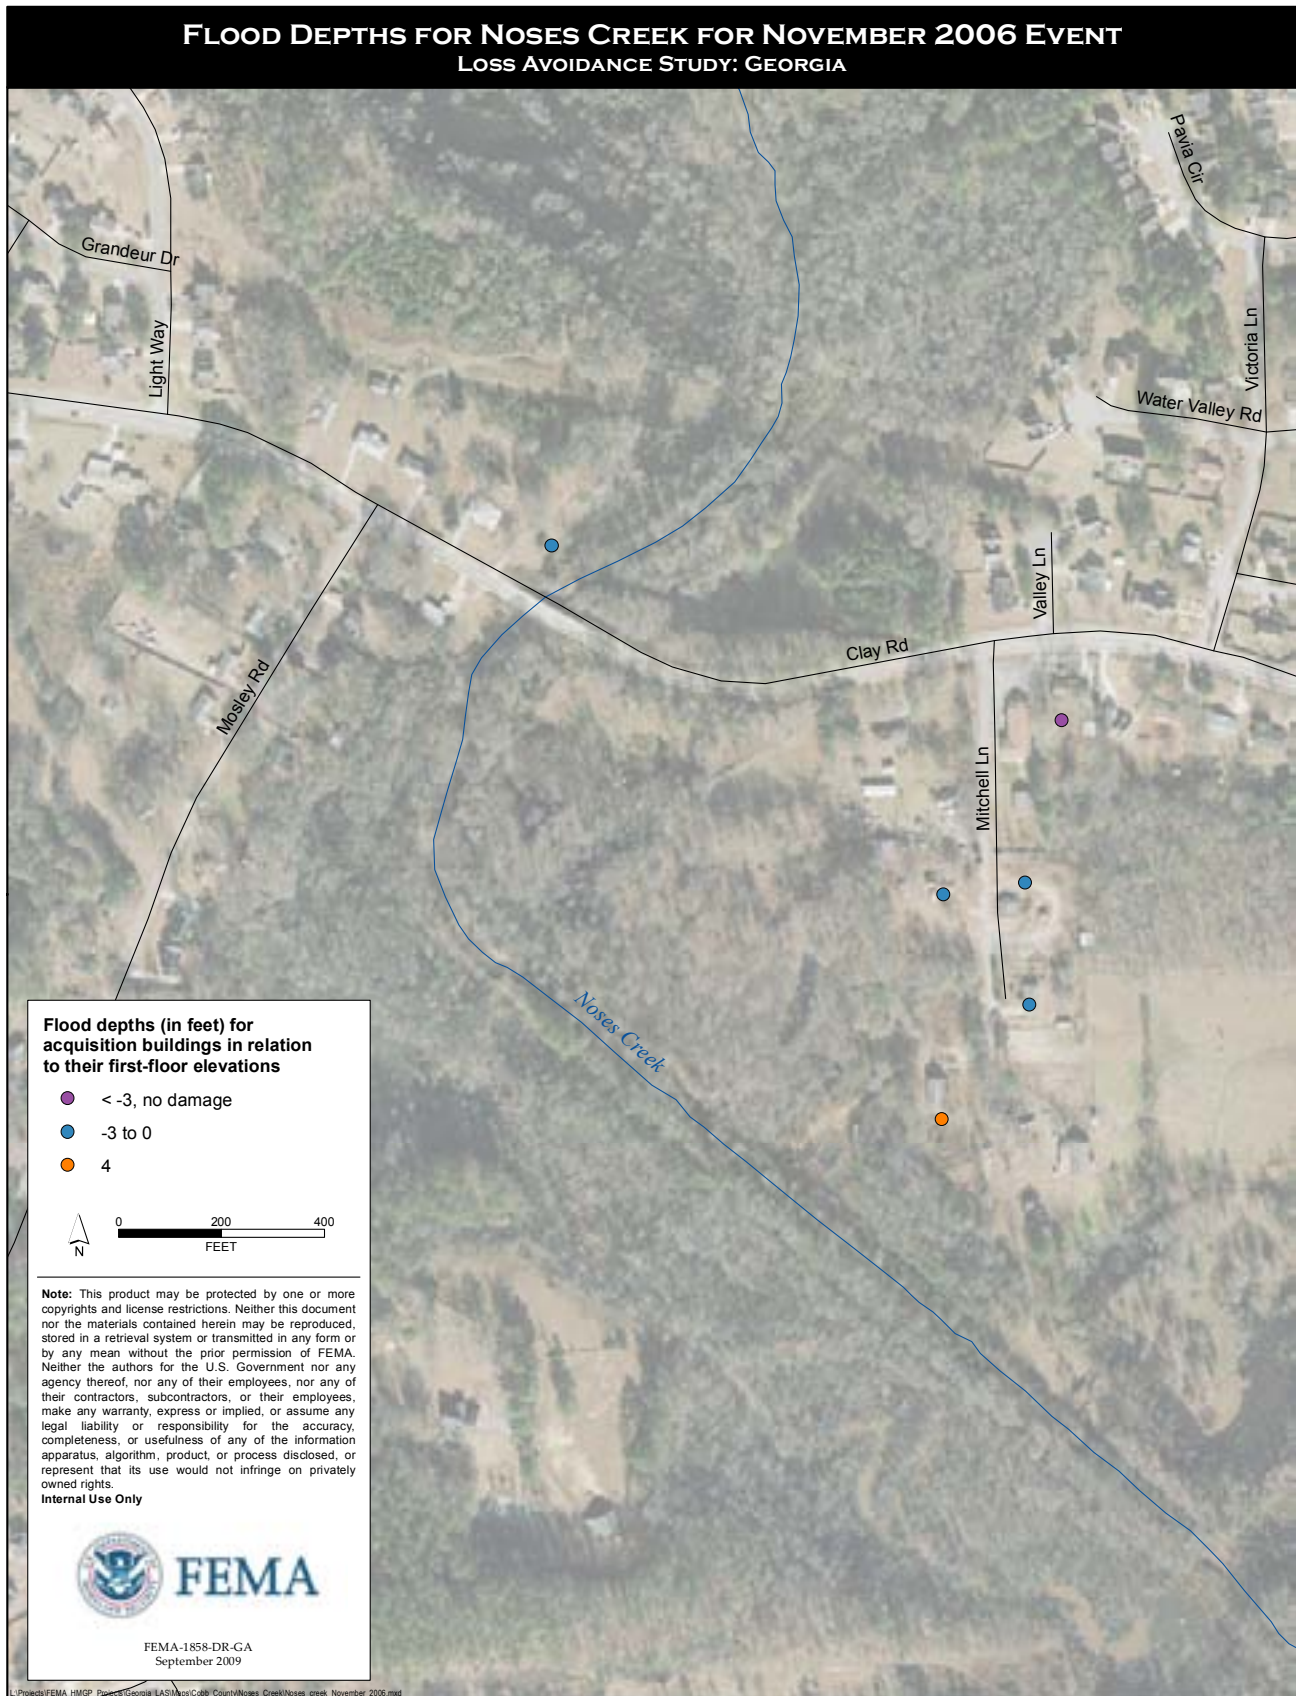 FLOOD DEPTHS FOR NOSES CREEK FOR NOVEMBER 2006 EVENT
LOSS AVOIDANCE STUDY: GEORGIA
Pavia Cir
Grandeur Dr
Light Way
Victoria Ln
Water Valley Rd
Valley Ln
Clay Rd
Mosley Rd
Mitchell Ln
Noses Creek
Flood depths (in feet) for
acquisition buildings in relation
to their first-floor elevations
< -3, no damage
-3 to 0
4
0 200 400
FEET
N
Note: This product may be protected by one or more
copyrights and license restrictions. Neither this document
nor the materials contained herein may be reproduced,
stored in a retrieval system or transmitted in any form or
by any mean without the prior permission of FEMA.
Neither the authors for the U.S. Government nor any
agency thereof, nor any of their employees, nor any of
their contractors, subcontractors, or their employees,
make any warranty, express or implied, or assume any
legal liability or responsibility for the accuracy,
completeness, or usefulness of any of the information
apparatus, algorithm, product, or process disclosed, or
represent that its use would not infringe on privately
owned rights.
Internal Use Only
FEMA
FEMA-1858-DR-GA
September 2009
L:\Projects\FEMA_HMGP_Projects\Georgia_LAS\Maps\Cobb_County\Noses_Creek\Noses_creek_November_2006.mxd